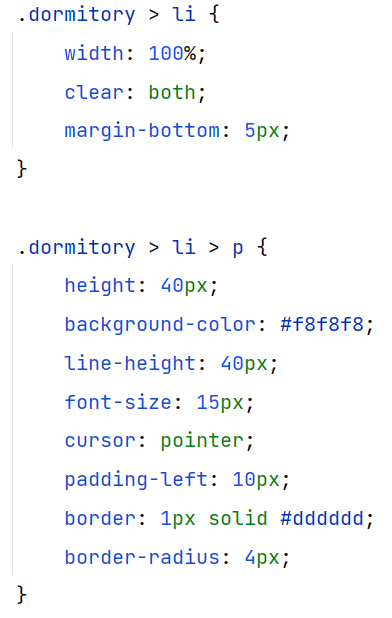 .dormitory > li {
    width: 100%;
    clear: both;
    margin-bottom: 5px;
}

.dormitory > li > p {
    height: 40px;
    background-color: #f8f8f8;
    line-height: 40px;
    font-size: 15px;
    cursor: pointer;
    padding-left: 10px;
    border: 1px solid #dddddd;
    border-radius: 4px;
}